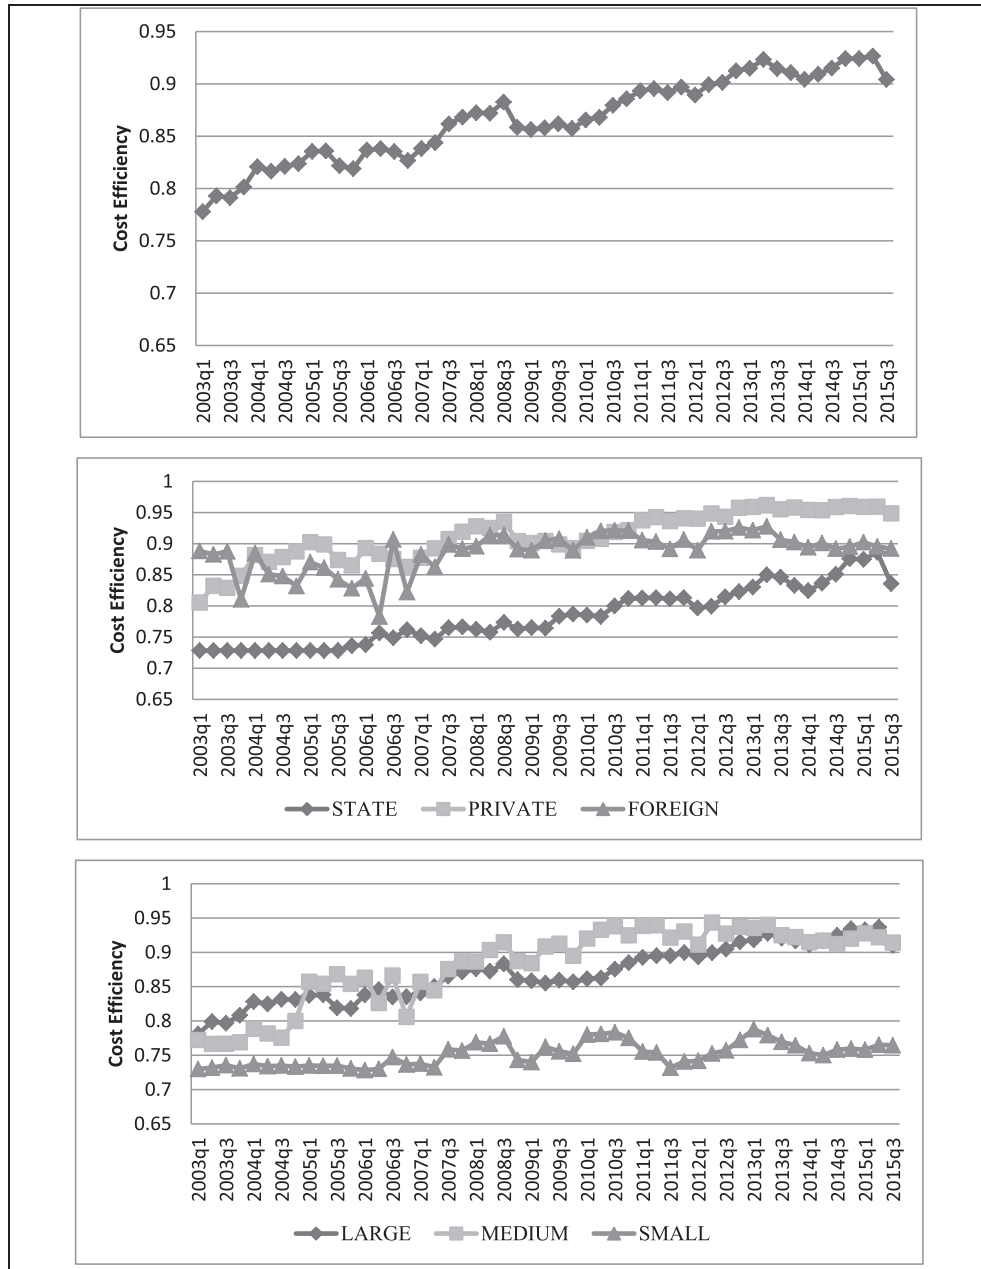 0.95
0.9
0.85
0.8
0.75
0.7
0.65
Cost Efficiency
2003q1 2003q3 2004q1 2004q3 2005q1 2005q3 2006q1 2006q3 2007q1 2007q3 2008q1 2008q3 2009q1 2009q3 2010q1 2010q3 2011q1 2011q3 2012q1 2012q3 2013q1 2013q3 2014q1 2014q3 2015q1 2015q3
1
0.95
0.9
0.85
0.8
0.75
0.7
0.65
Cost Efficiency
2003q1 2003q3 2004q1 2004q3 2005q1 2005q3 2006q1 2006q3 2007q1 2007q3 2008q1 2008q3 2009q1 2009q3 2010q1 2010q3 2011q1 2011q3 2012q1 2012q3 2013q1 2013q3 2014q1 2014q3 2015q1 2015q3
STATE PRIVATE FOREIGN
1
0.95
0.9
0.85
0.8
0.75
0.7
0.65
Cost Efficiency
2003q1 2003q3 2004q1 2004q3 2005q1 2005q3 2006q1 2006q3 2007q1 2007q3 2008q1 2008q3 2009q1 2009q3 2010q1 2010q3 2011q1 2011q3 2012q1 2012q3 2013q1 2013q3 2014q1 2014q3 2015q1 2015q3
LARGE MEDIUM SMALL